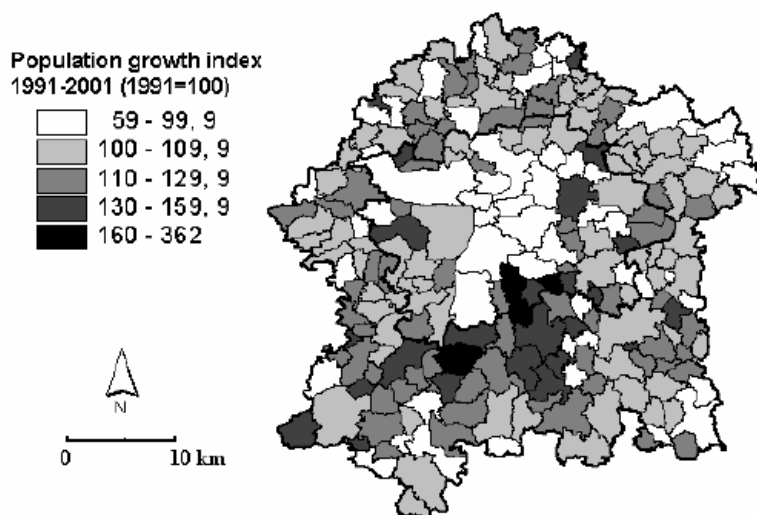 Population growth index
1991-2001 (1991=100)
59 - 99, 9
100 - 109, 9
110 - 129, 9
130 - 159, 9
160 - 362
N
0 10 km